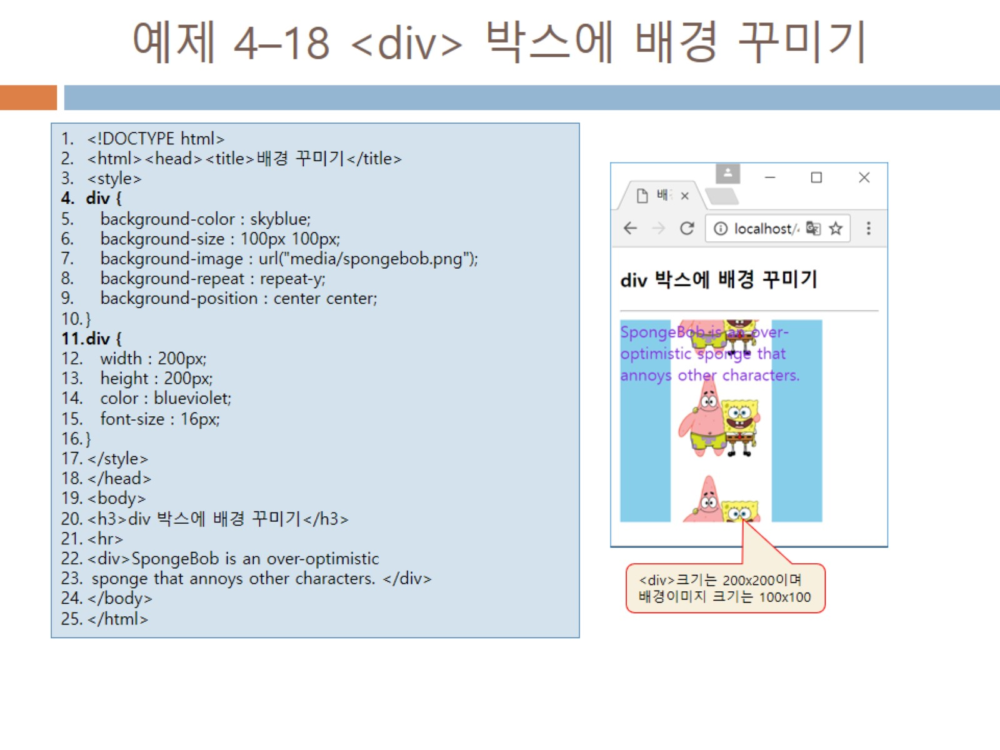 예제 4–18 <div> 박스에 배경 꾸미기
1. <!DOCTYPE html>
2. <html><head><title>배경 꾸미기</title>
3. <style>
4. div {
5. background-color : skyblue;
6. background-size : 100px 100px;
7. background-image : url("media/spongebob.png");
8. background-repeat : repeat-y;
9. background-position : center center;
10. }
11. div {
12. width : 200px;
13. height : 200px;
14. color : blueviolet;
15. font-size : 16px;
16. }
17. </style>
18. </head>
19. <body>
20. <h3>div 박스에 배경 꾸미기</h3>
21. <hr>
22. <div>SpongeBob is an over-optimistic
23. sponge that annoys other characters. </div>
24. </body>
25. </html>
배경
localhost/
div 박스에 배경 꾸미기
SpongeBob is an over-
optimistic sponge that
annoys other characters.
<div>크기는 200x200이며
배경이미지 크기는 100x100